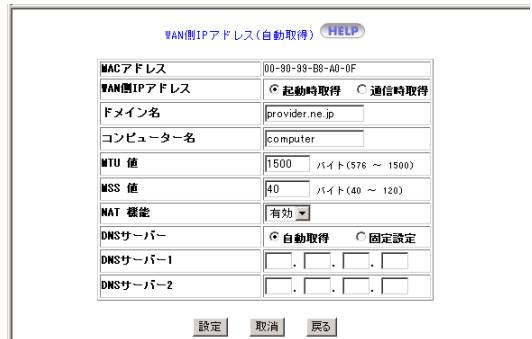 WAN側IPアドレス(自動取得) HELP
MACアドレス 00-90-99-B8-A0-0F
WAN側IPアドレス 起動時取得 通信時取得
ドメイン名 provider.ne.jp
コンピューター名 computer
MTU 値 1500 バイト(576 ～ 1500)
MSS 値 40 バイト(40 ～ 120)
NAT 機能 有効
DNSサーバー 自動取得 固定設定
DNSサーバー1 . . .
DNSサーバー2 . . .
設定 取消 戻る